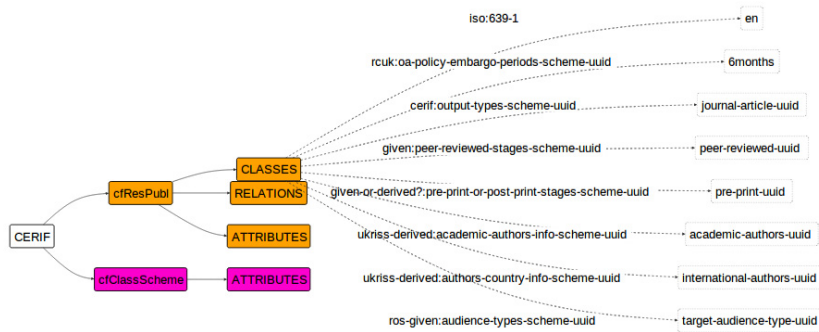 iso:639-1
en
rcuk:oa-policy-embargo-periods-scheme-uuid
6months
cerif:output-types-scheme-uuid
journal-article-uuid
given:peer-reviewed-stages-scheme-uuid
peer-reviewed-uuid
CLASSES
cfResPubl
RELATIONS
given-or-derived?:pre-print-or-post-print-stages-scheme-uuid
pre-print-uuid
CERIF
ATTRIBUTES
ukriss-derived:academic-authors-info-scheme-uuid
academic-authors-uuid
cfClassScheme
ATTRIBUTES
ukriss-derived:authors-country-info-scheme-uuid
international-authors-uuid
ros-given:audience-types-scheme-uuid
target-audience-type-uuid